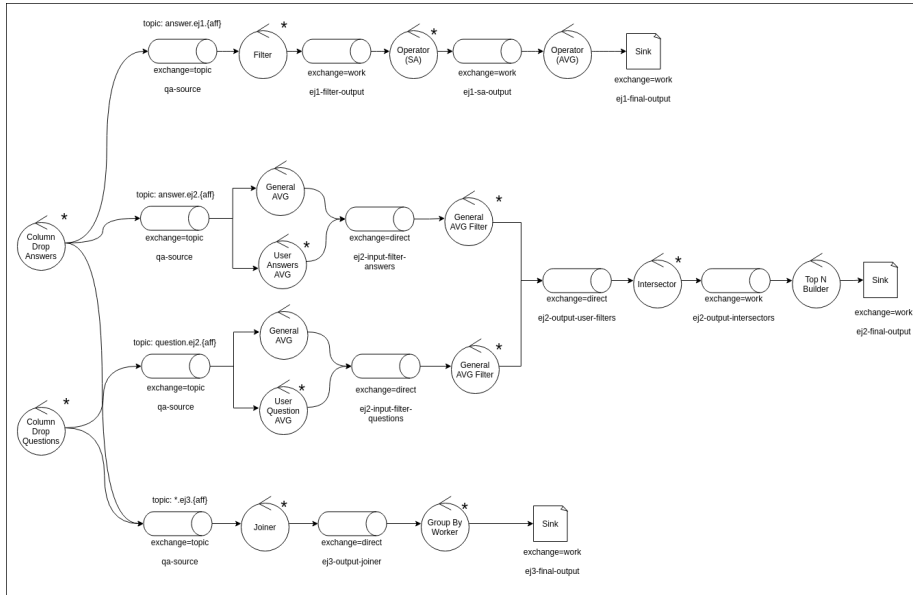 topic: answer.ej1.{aff}
*
*
Filter
Operator
(SA)
Operator
(AVG)
Sink
exchange=topic
exchange=work
exchange=work
exchange=work
qa-source
ej1-filter-output
ej1-sa-output
ej1-final-output
topic: answer.ej2.{aff}
General
AVG
*
*
Column
Drop
Answers
exchange=topic
qa-source
*
User
Answers
AVG
exchange=direct
ej2-input-filter-
answers
General
AVG Filter
*
Intersector
Top N
Builder
Sink
exchange=direct
exchange=work
exchange=work
ej2-output-user-filters
ej2-output-intersectors
ej2-final-output
topic: question.ej2.{aff}
General
AVG
*
General
AVG Filter
exchange=topic
qa-source
*
User
Question
AVG
exchange=direct
ej2-input-filter-
questions
*
Column
Drop
Questions
topic: *.ej3.{aff}
*
*
Joiner
Group By
Worker
Sink
exchange=topic
exchange=direct
exchange=work
qa-source
ej3-output-joiner
ej3-final-output